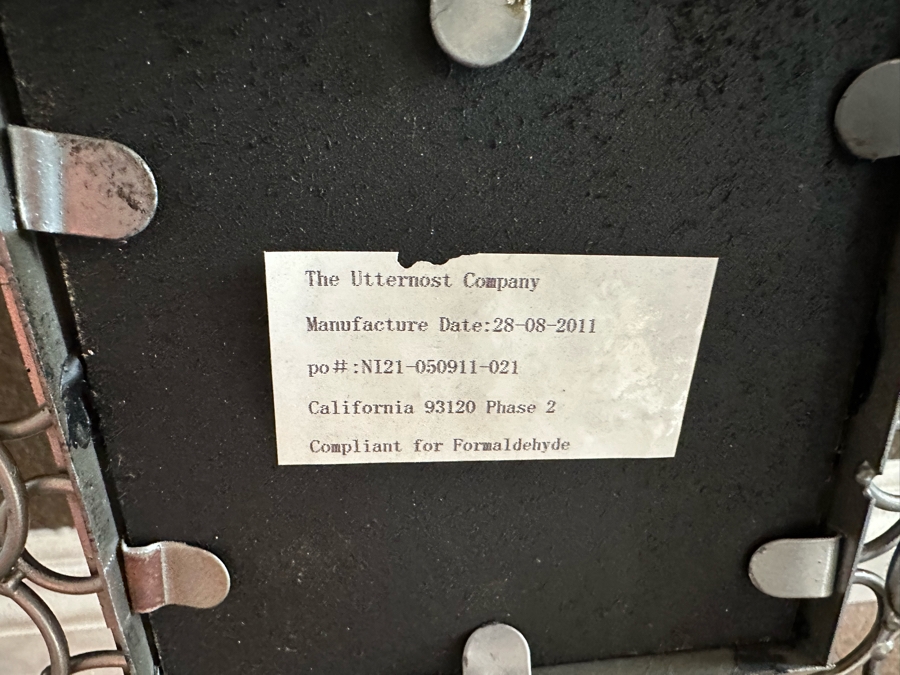 The Utternost Company
Manufacture Date:28-08-2011
po#:NI21-050911-021
California 93120 Phase 2
Compliant for Formaldehyde